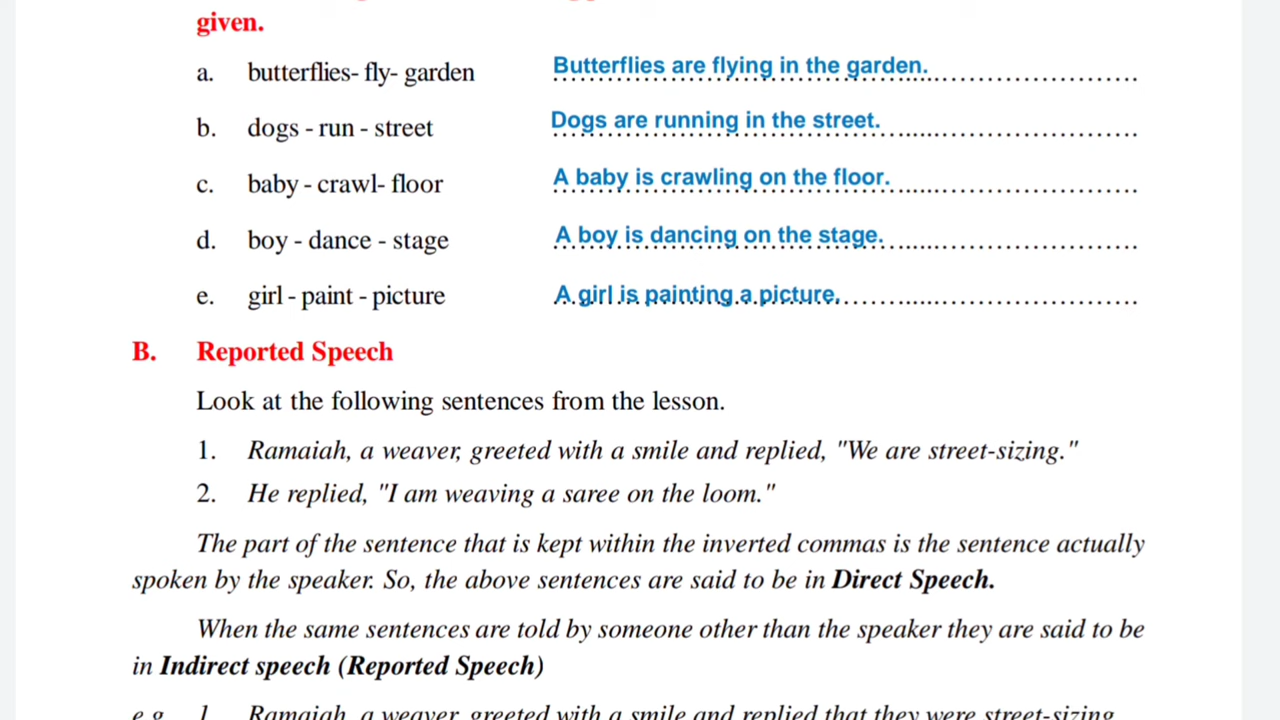 given.
a. butterflies- fly- garden Butterflies are flying in the garden.
b. dogs - run - street Dogs are running in the street.
c. baby - crawl- floor A baby is crawling on the floor.
d. boy - dance - stage A boy is dancing on the stage.
e. girl - paint - picture A girl is painting a picture.
B. Reported Speech
Look at the following sentences from the lesson.
1. Ramaiah, a weaver, greeted with a smile and replied, "We are street-sizing."
2. He replied, "I am weaving a saree on the loom."
The part of the sentence that is kept within the inverted commas is the sentence actually
spoken by the speaker. So, the above sentences are said to be in Direct Speech.
When the same sentences are told by someone other than the speaker they are said to be
in Indirect speech (Reported Speech)
e.g. 1. Ramaiah, a weaver, greeted with a smile and replied that they were street-sizing